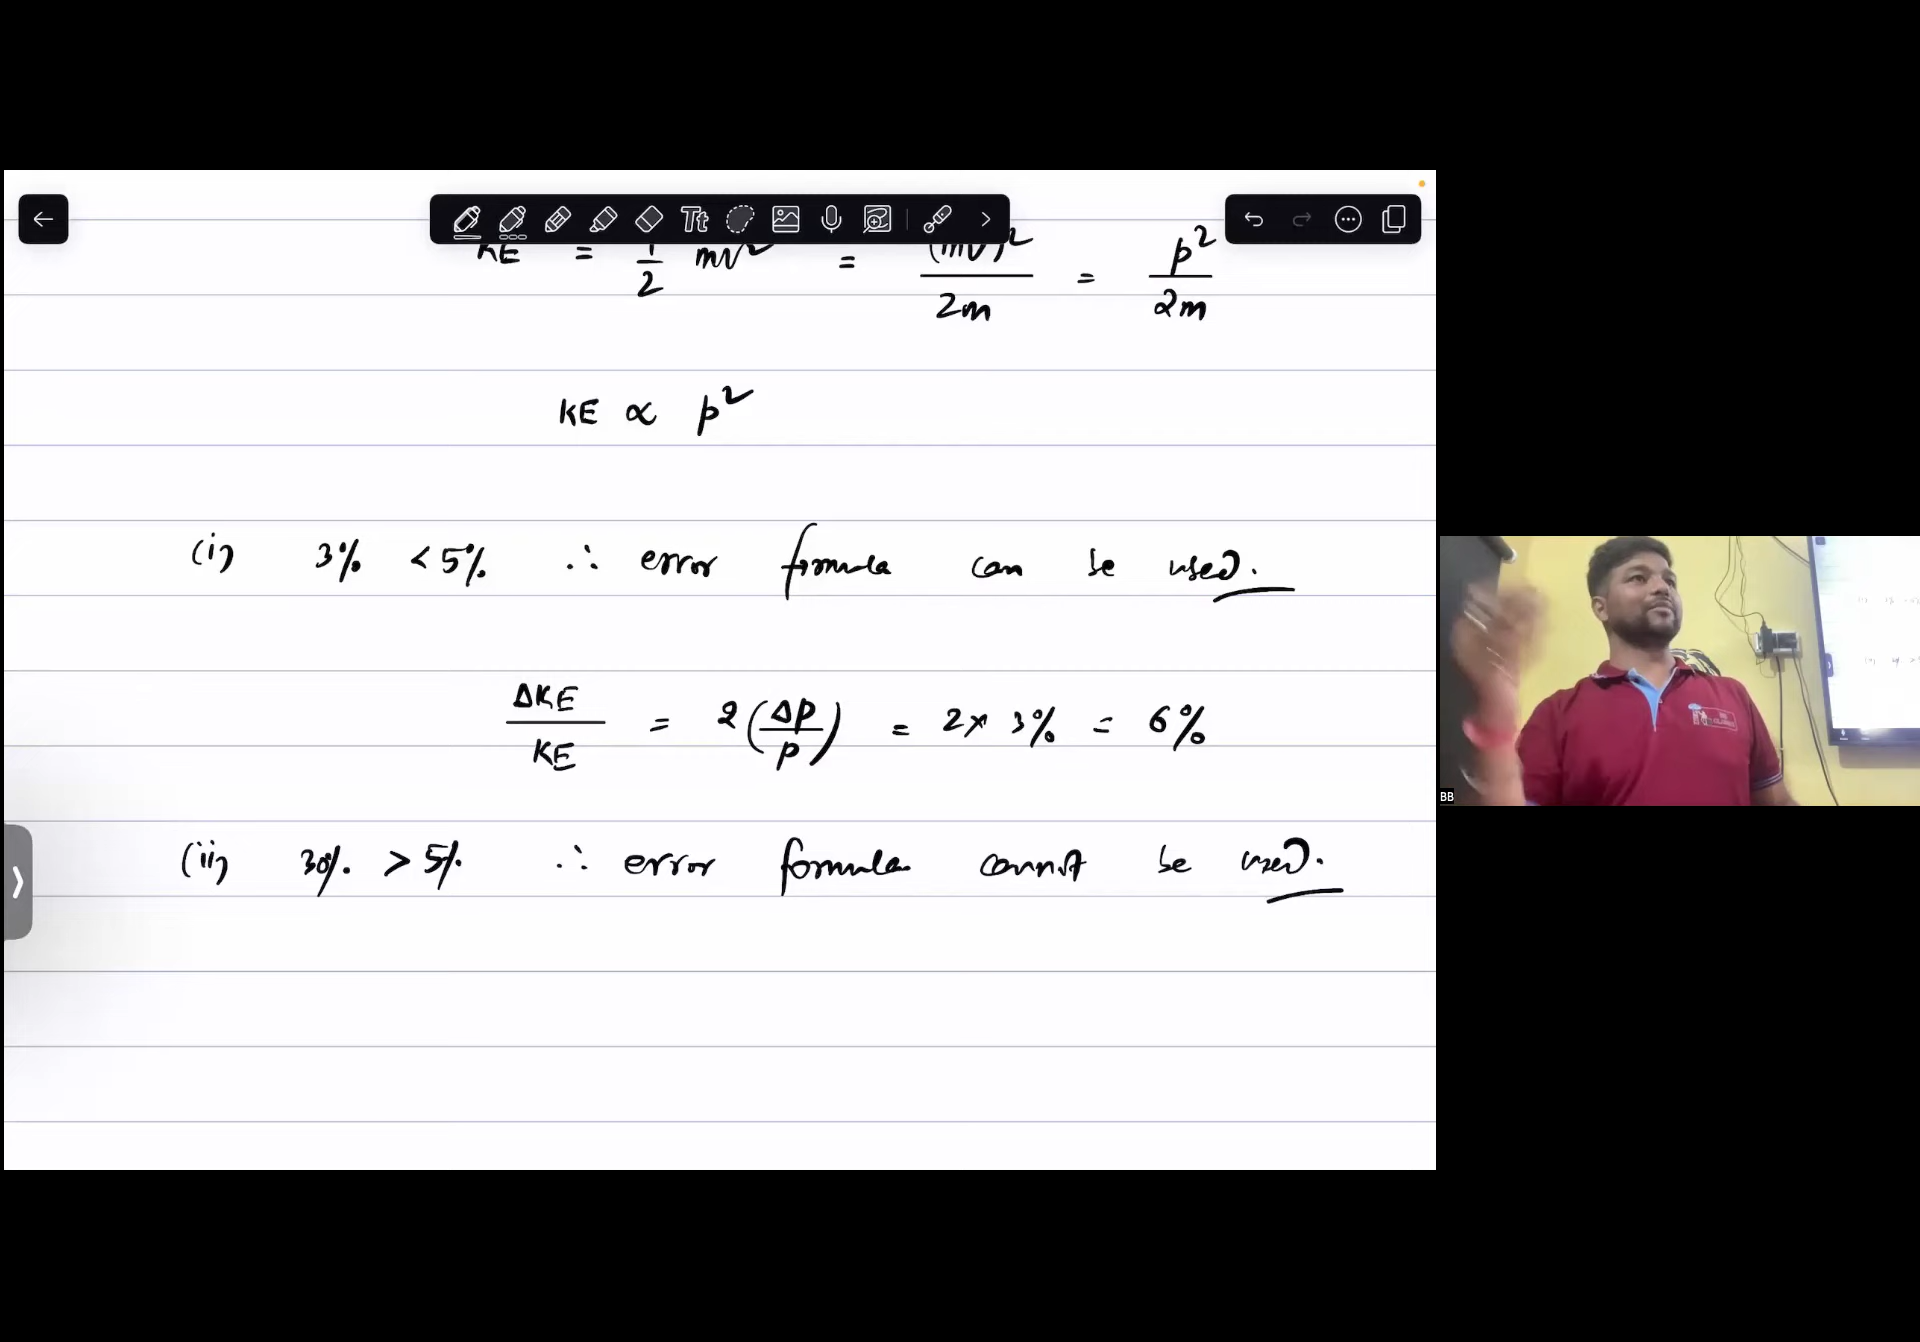 Tt
KE = 1/2 mv² = (mv)²/2m = p²/2m
KE ∝ p²
(i) 3% < 5% ∴ error formula can be used.
ΔKE/KE = 2(Δp/p) = 2 × 3% = 6%
(ii) 30% > 5% ∴ error formula cannot be used.
BB